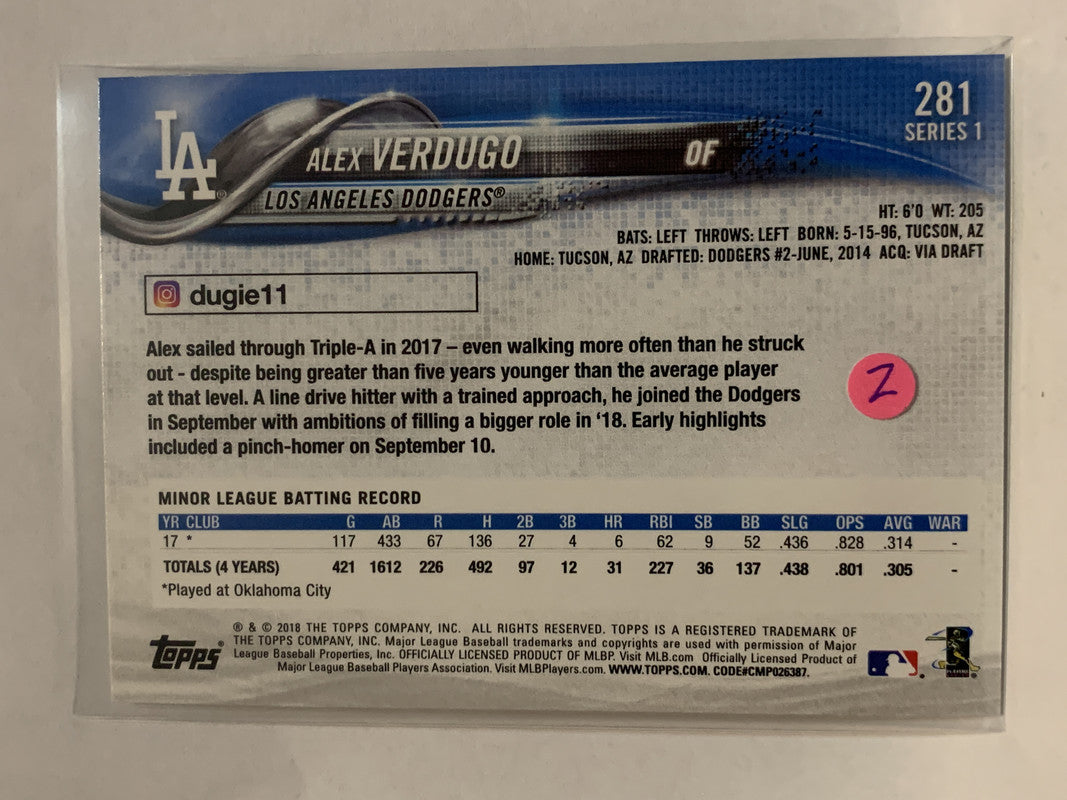 281
SERIES 1
LA
ALEX VERDUGO OF
LOS ANGELES DODGERS®
HT: 6'0 WT: 205
BATS: LEFT THROWS: LEFT BORN: 5-15-96, TUCSON, AZ
HOME: TUCSON, AZ DRAFTED: DODGERS #2-JUNE, 2014 ACQ: VIA DRAFT
dugie11
Alex sailed through Triple-A in 2017 – even walking more often than he struck
out - despite being greater than five years younger than the average player
at that level. A line drive hitter with a trained approach, he joined the Dodgers
in September with ambitions of filling a bigger role in '18. Early highlights
included a pinch-homer on September 10.
2
MINOR LEAGUE BATTING RECORD
YR CLUB G AB R H 2B 3B HR RBI SB BB SLG OPS AVG WAR
17 * 117 433 67 136 27 4 6 62 9 52 .436 .828 .314 -
TOTALS (4 YEARS) 421 1612 226 492 97 12 31 227 36 137 .438 .801 .305 -
*Played at Oklahoma City
® & © 2018 THE TOPPS COMPANY, INC. ALL RIGHTS RESERVED. TOPPS IS A REGISTERED TRADEMARK OF
THE TOPPS COMPANY, INC. Major League Baseball trademarks and copyrights are used with permission of Major
League Baseball Properties, Inc. OFFICIALLY LICENSED PRODUCT OF MLBP. Visit MLB.com Officially Licensed Product of
Major League Baseball Players Association. Visit MLBPlayers.com. WWW.TOPPS.COM. CODE#CMP026387.
Topps